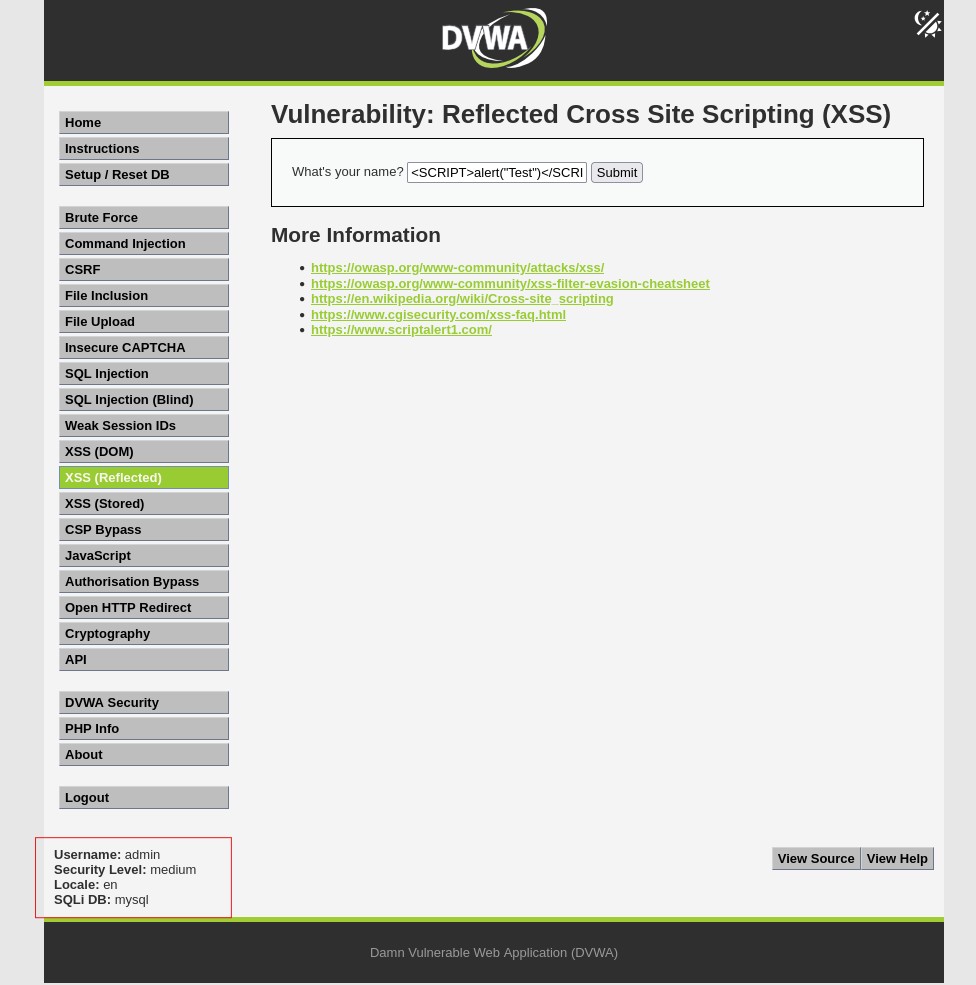 DVWA
Vulnerability: Reflected Cross Site Scripting (XSS)
Home
Instructions
Setup / Reset DB
Brute Force
Command Injection
CSRF
File Inclusion
File Upload
Insecure CAPTCHA
SQL Injection
SQL Injection (Blind)
Weak Session IDs
XSS (DOM)
XSS (Reflected)
XSS (Stored)
CSP Bypass
JavaScript
Authorisation Bypass
Open HTTP Redirect
Cryptography
API
DVWA Security
PHP Info
About
Logout
What's your name? <SCRIPT>alert("Test")</SCRI Submit
More Information
• https://owasp.org/www-community/attacks/xss/
• https://owasp.org/www-community/xss-filter-evasion-cheatsheet
• https://en.wikipedia.org/wiki/Cross-site_scripting
• https://www.cgisecurity.com/xss-faq.html
• https://www.scriptalert1.com/
Username: admin
Security Level: medium
Locale: en
SQLi DB: mysql
View Source View Help
Damn Vulnerable Web Application (DVWA)